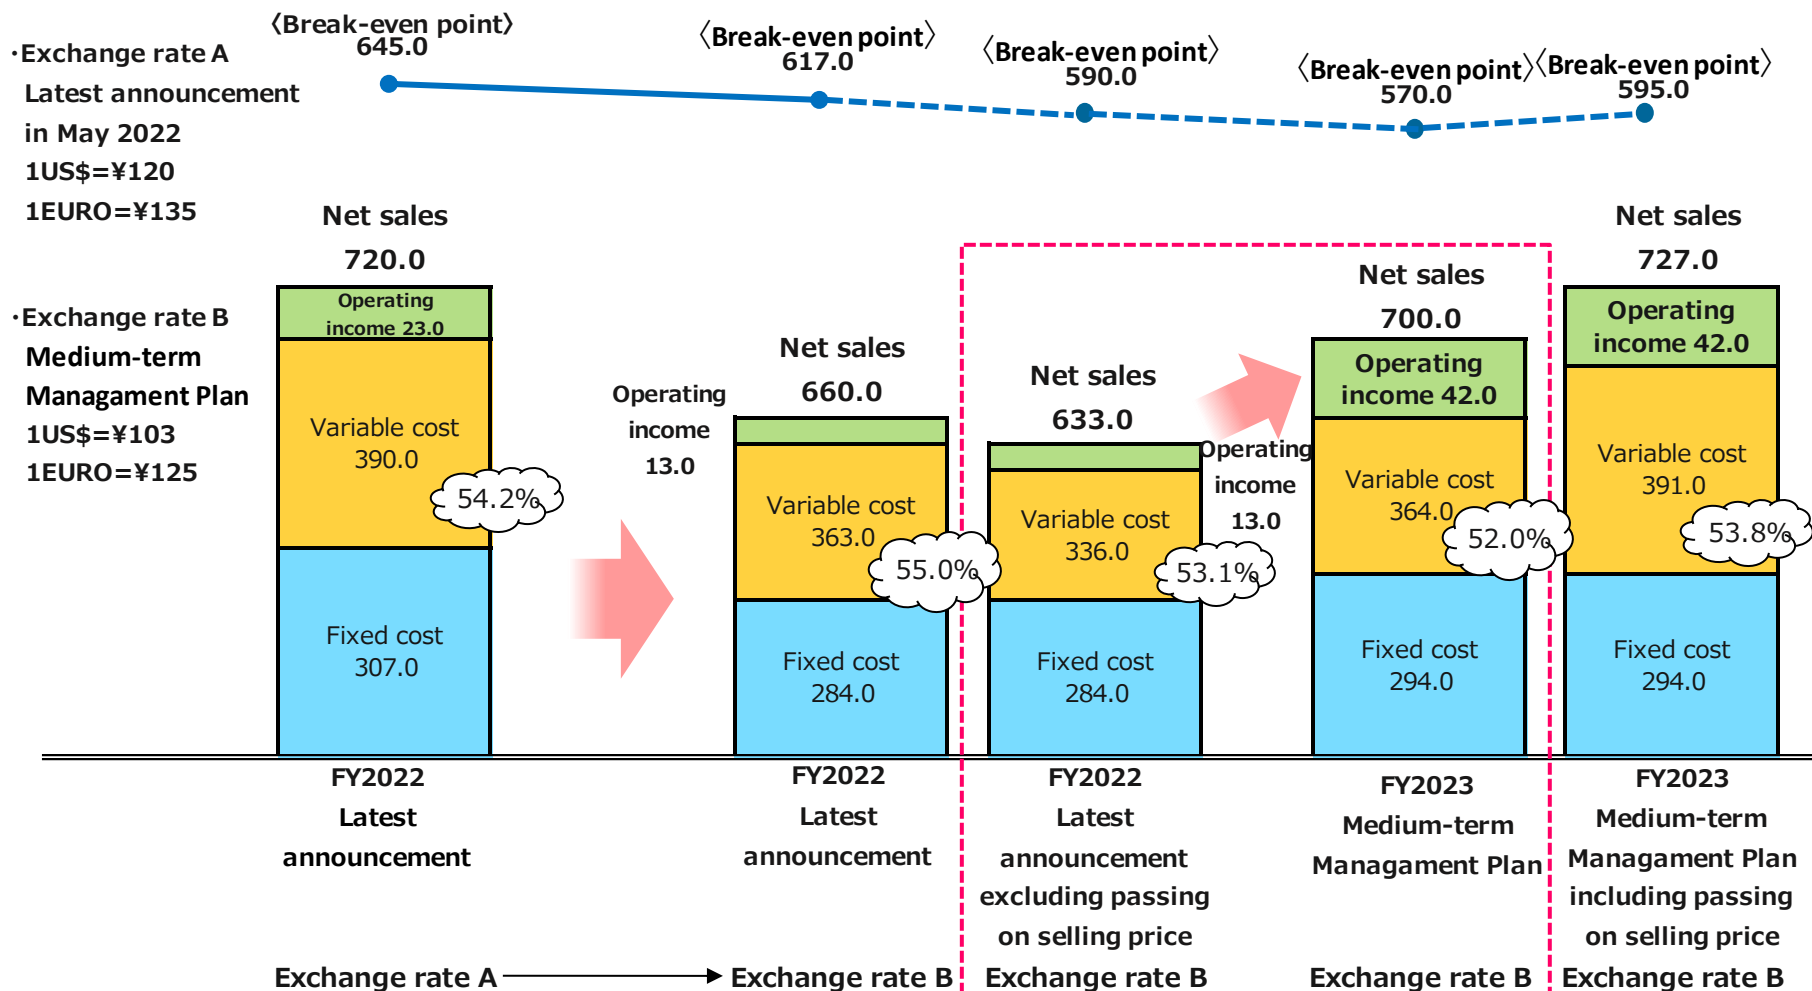 ・Exchange rate A
Latest announcement
in May 2022
1US$=¥120
1EURO=¥135
・Exchange rate B
Medium-term
Managament Plan
1US$=¥103
1EURO=¥125
〈Break-even point〉
645.0
〈Break-even point〉
617.0
〈Break-even point〉
590.0
〈Break-even point〉
570.0
〈Break-even point〉
595.0
Net sales
720.0
Operating
income 23.0
Variable cost
390.0
54.2%
Fixed cost
307.0
FY2022
Latest
announcement
Exchange rate A
Operating
income
13.0
Net sales
660.0
Variable cost
363.0
55.0%
Fixed cost
284.0
FY2022
Latest
announcement
Exchange rate B
Net sales
633.0
Operating
income
13.0
Variable cost
336.0
53.1%
Fixed cost
284.0
FY2022
Latest
announcement
excluding passing
on selling price
Exchange rate B
Net sales
700.0
Operating
income 42.0
Variable cost
364.0
52.0%
Fixed cost
294.0
FY2023
Medium-term
Managament Plan
Exchange rate B
Net sales
727.0
Operating
income 42.0
Variable cost
391.0
53.8%
Fixed cost
294.0
FY2023
Medium-term
Managament Plan
including passing
on selling price
Exchange rate B